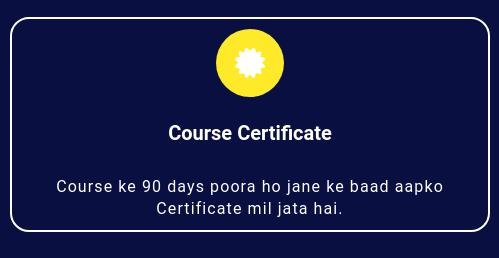 Course Certificate
Course ke 90 days poora ho jane ke baad aapko
Certificate mil jata hai.